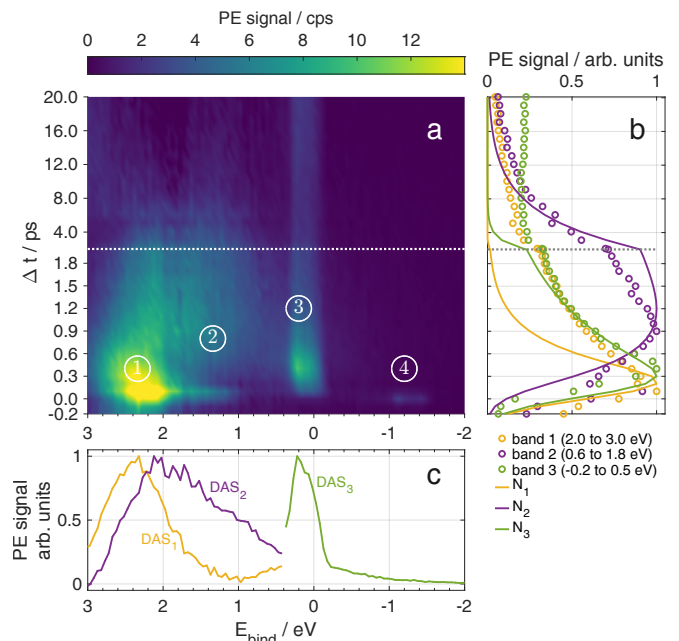 PE signal / cps
0 2 4 6 8 10 12
PE signal / arb. units
0 0.5 1
20.0
16.0
12.0
8.0
4.0
1.8
1.5
1.2
0.9
0.6
0.3
0.0
-0.2
Δ t / ps
a
1
2
3
4
b
3 2 1 0 -1 -2
band 1 (2.0 to 3.0 eV)
band 2 (0.6 to 1.8 eV)
band 3 (-0.2 to 0.5 eV)
N1
N2
N3
PE signal
arb. units
1
0.5
0
DAS1
DAS2
DAS3
c
3 2 1 0 -1 -2
Ebind / eV